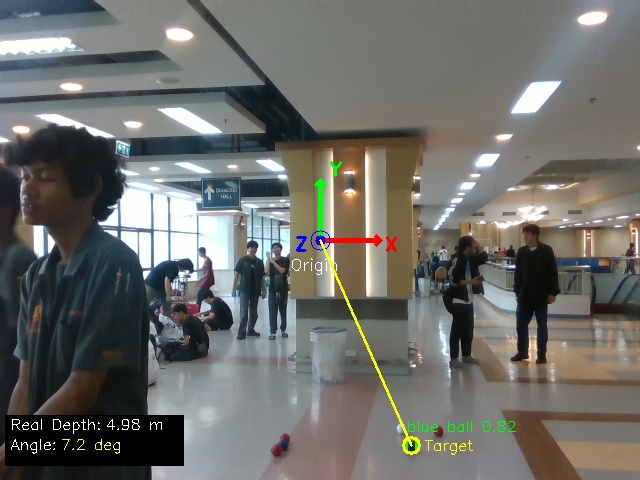 DIAMOND
HALL
Y
Z
X
Origin
blue ball 0.82
Target
Real Depth: 4.98 m
Angle: 7.2 deg